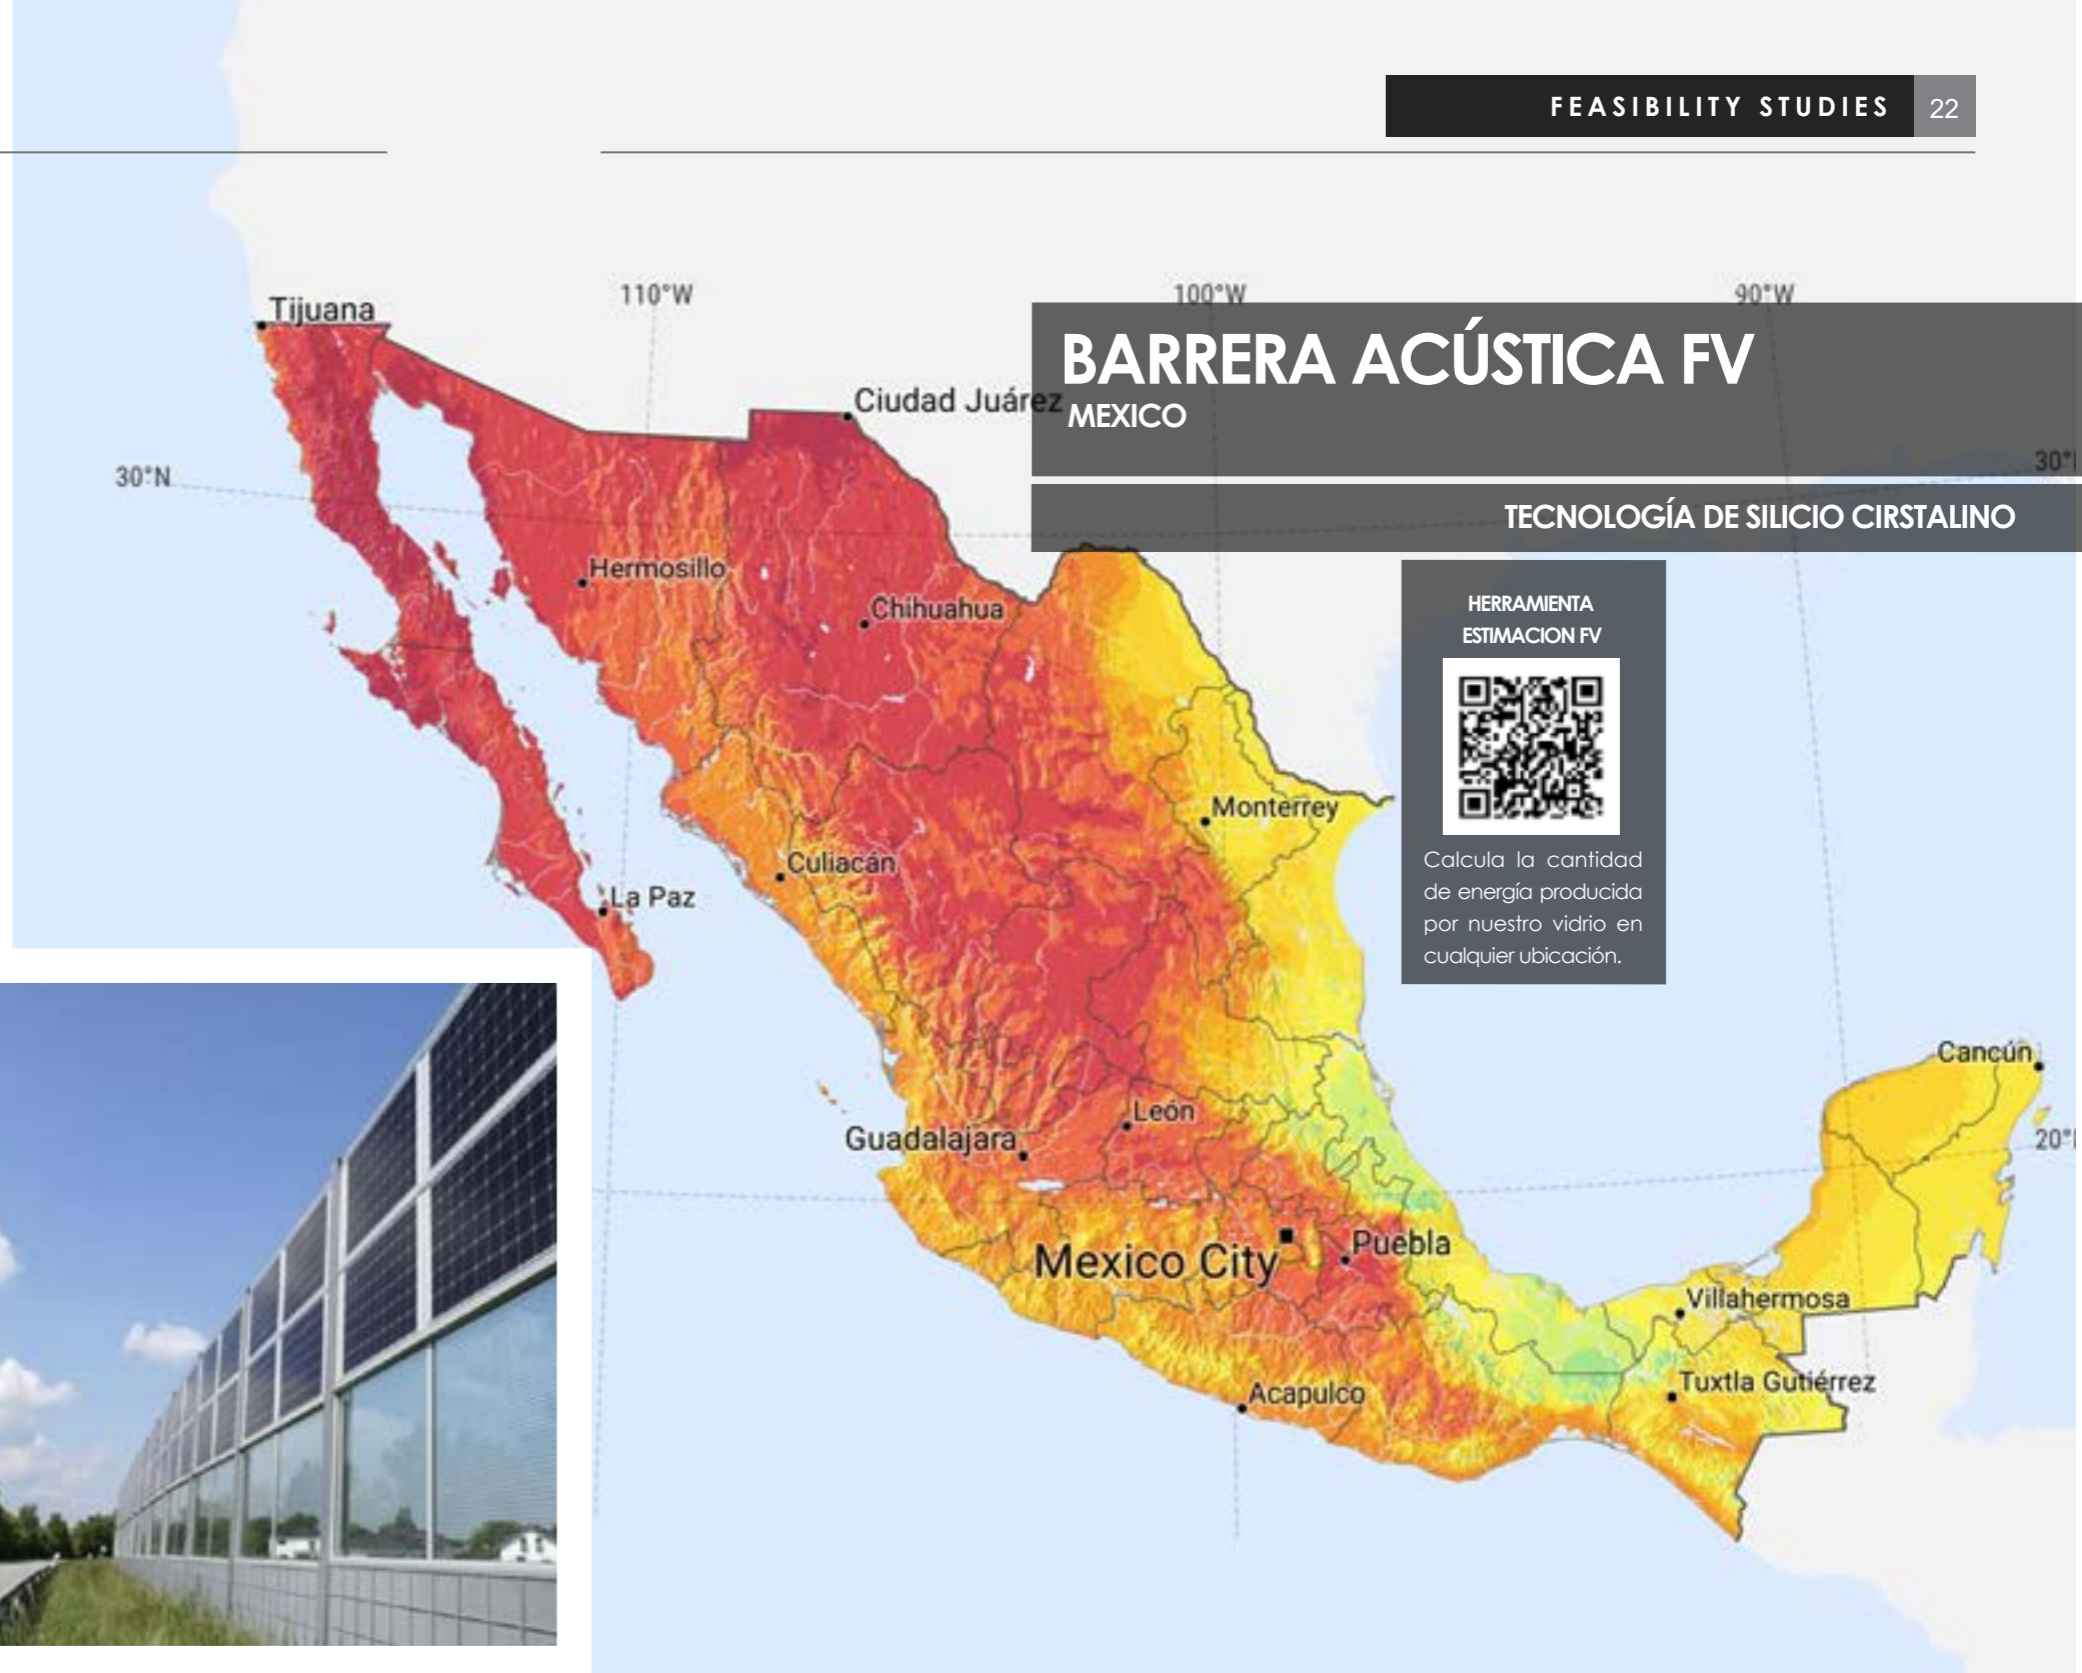 FEASIBILITY STUDIES 22
110°W 100°W 90°W
Tijuana
BARRERA ACÚSTICA FV
Ciudad Juárez
MEXICO
30°N
30°
TECNOLOGÍA DE SILICIO CIRSTALINO
Hermosillo
Chihuahua
HERRAMIENTA
ESTIMACION FV
Monterrey
Culiacán
La Paz
Calcula la cantidad
de energía producida
por nuestro vidrio en
cualquier ubicación.
Cancún
León
Guadalajara
20°
Mexico City
Puebla
Villahermosa
Tuxtla Gutiérrez
Acapulco